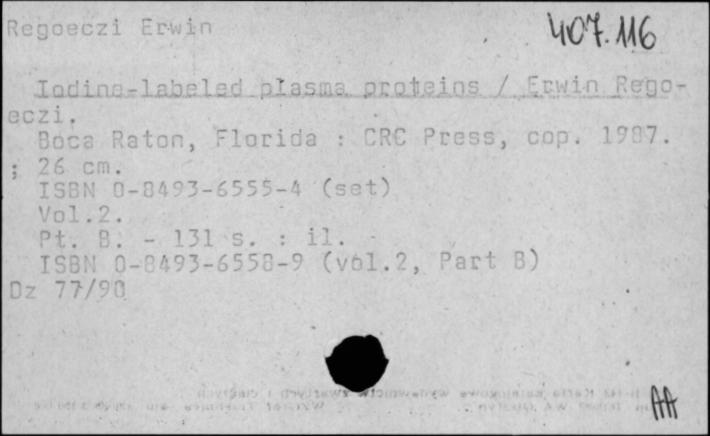 Regoeczi Erwin
407.116
Iodine-labeled plasma proteins / Erwin Rego-
eczi.
Boca Raton, Florida : CRC Press, cop. 1987.
; 26 cm.
ISBN 0-8493-6555-4 (set)
Vol.2.
Pt. B. - 131 s. : il.
ISBN 0-8493-6558-9 (vol.2, Part B)
Dz 77/90
AA